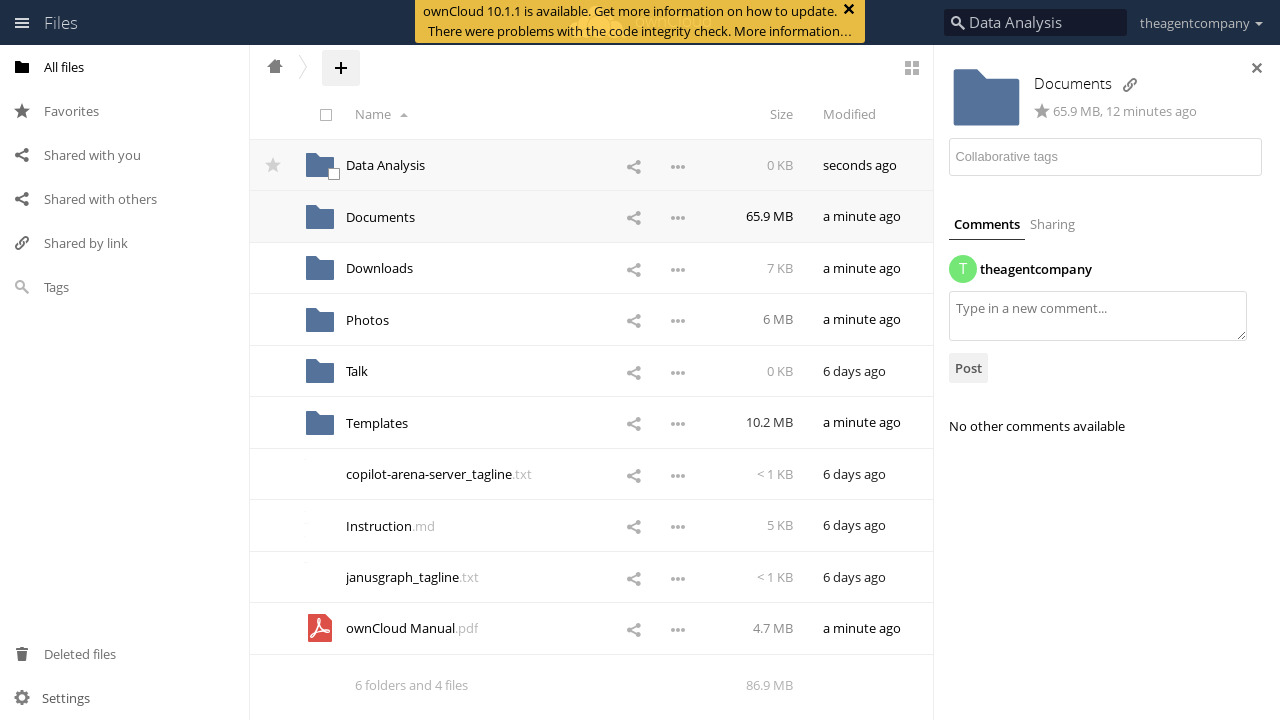 Files
ownCloud 10.1.1 is available. Get more information on how to update.
There were problems with the code integrity check. More information…
Data Analysis
theagentcompany
All files
Favorites
Shared with you
Shared with others
Shared by link
Tags
Deleted files
Settings
Name
Size
Modified
Data Analysis 0 KB seconds ago
Documents 65.9 MB a minute ago
Downloads 7 KB a minute ago
Photos 6 MB a minute ago
Talk 0 KB 6 days ago
Templates 10.2 MB a minute ago
copilot-arena-server_tagline.txt < 1 KB 6 days ago
Instruction.md 5 KB 6 days ago
janusgraph_tagline.txt < 1 KB 6 days ago
ownCloud Manual.pdf 4.7 MB a minute ago
6 folders and 4 files 86.9 MB
Documents
65.9 MB, 12 minutes ago
Collaborative tags
Comments Sharing
T theagentcompany
Type in a new comment...
Post
No other comments available